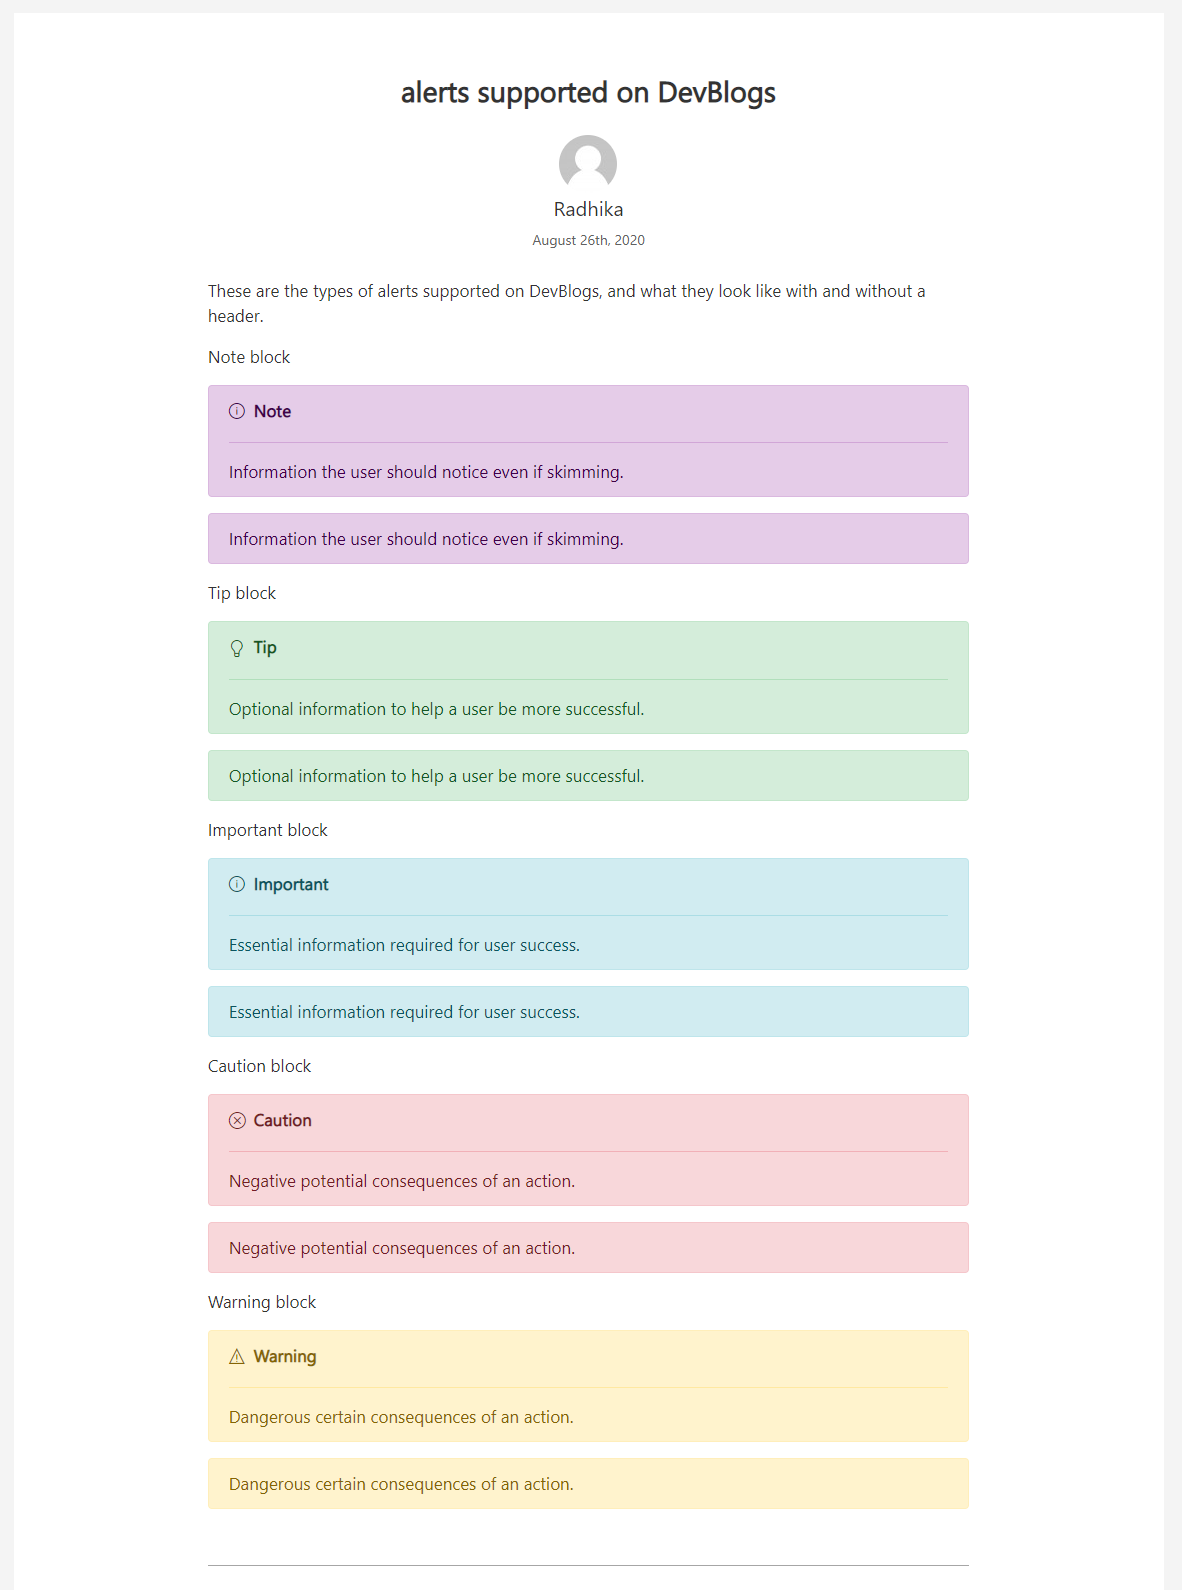 alerts supported on DevBlogs
Radhika
August 26th, 2020
These are the types of alerts supported on DevBlogs, and what they look like with and without a
header.
Note block
Note
Information the user should notice even if skimming.
Information the user should notice even if skimming.
Tip block
Tip
Optional information to help a user be more successful.
Optional information to help a user be more successful.
Important block
Important
Essential information required for user success.
Essential information required for user success.
Caution block
Caution
Negative potential consequences of an action.
Negative potential consequences of an action.
Warning block
Warning
Dangerous certain consequences of an action.
Dangerous certain consequences of an action.